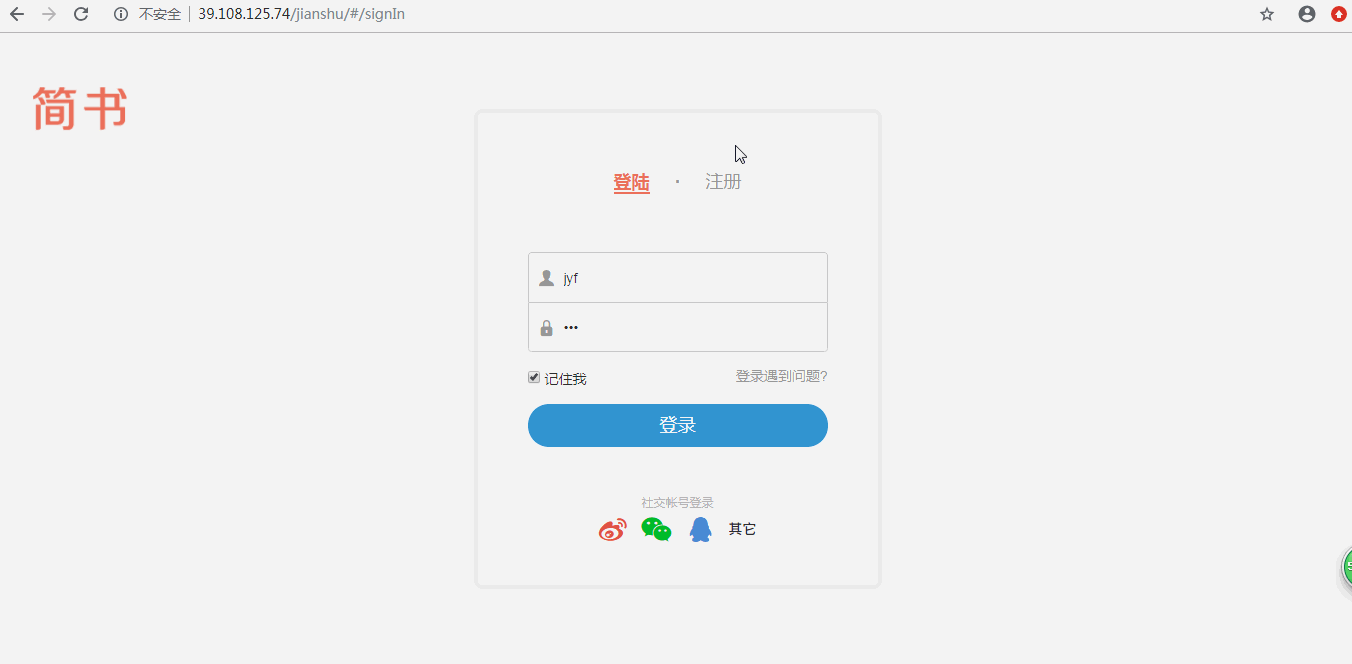 不安全 39.108.125.74/jianshu/#/signIn
简书
登陆 · 注册
jyf
•••
记住我 登录遇到问题?
登录
社交帐号登录
其它